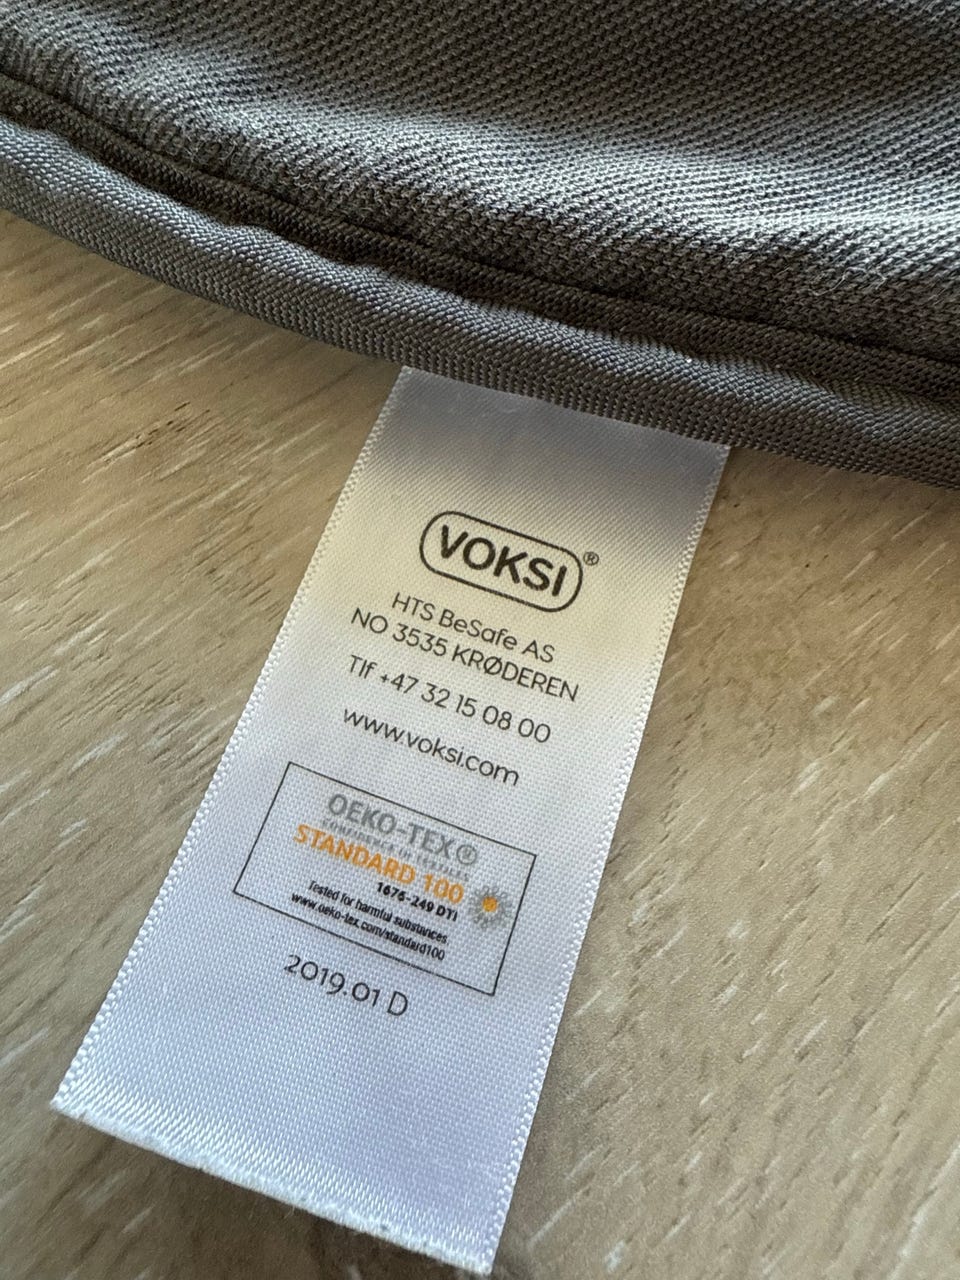 VOKSI®
HTS BeSafe AS
NO 3535 KRØDEREN
Tlf +47 32 15 08 00
www.voksi.com
OEKO-TEX®
CONFIDENCE IN TEXTILES
STANDARD 100
1676-249 DTI
Tested for harmful substances
www.oeko-tex.com/standard100
2019.01 D